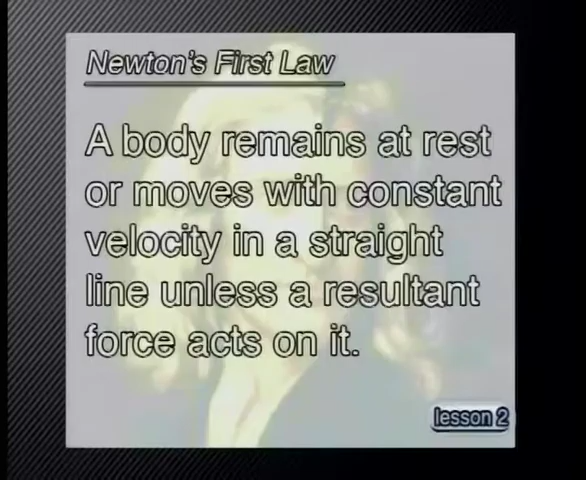 Newton's First Law
A body remains at rest
or moves with constant
velocity in a straight
line unless a resultant
force acts on it.
lesson 2